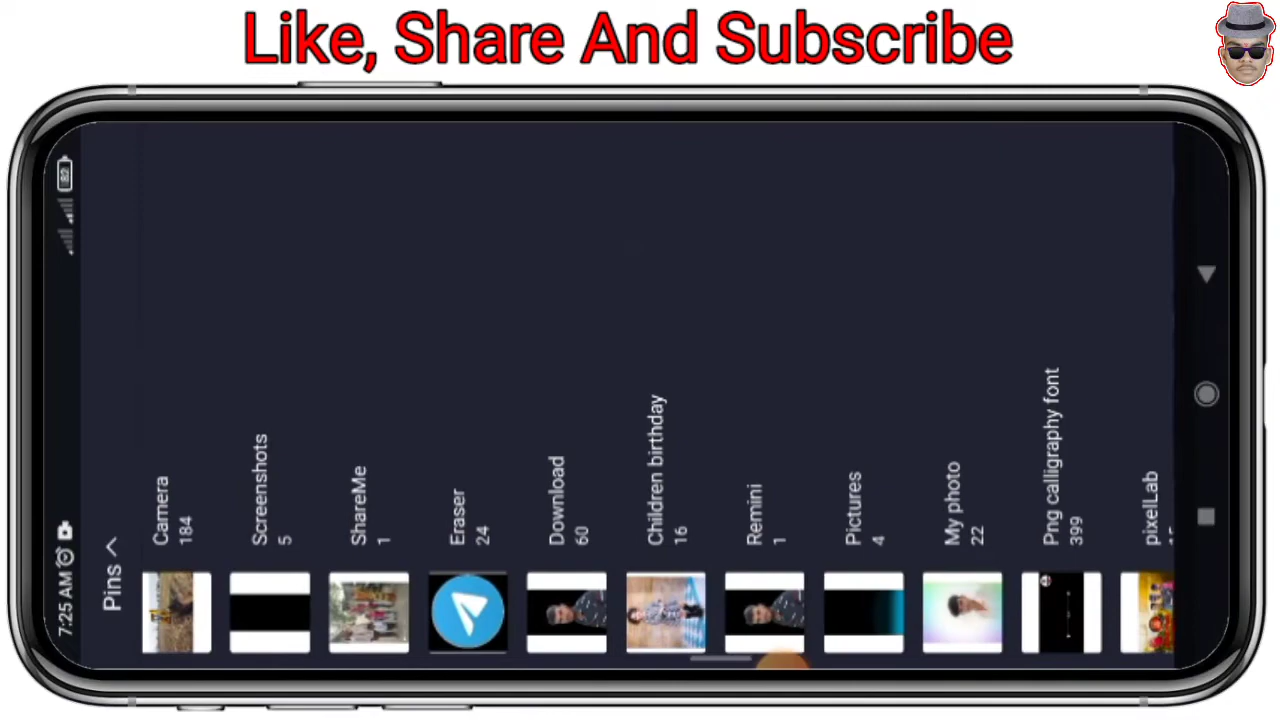 Like, Share And Subscribe
7:25 AM
82
Pins
Camera
184
Screenshots
5
ShareMe
1
Eraser
24
Download
60
Children birthday
16
Remini
1
Pictures
4
My photo
22
Png calligraphy font
399
pixelLab